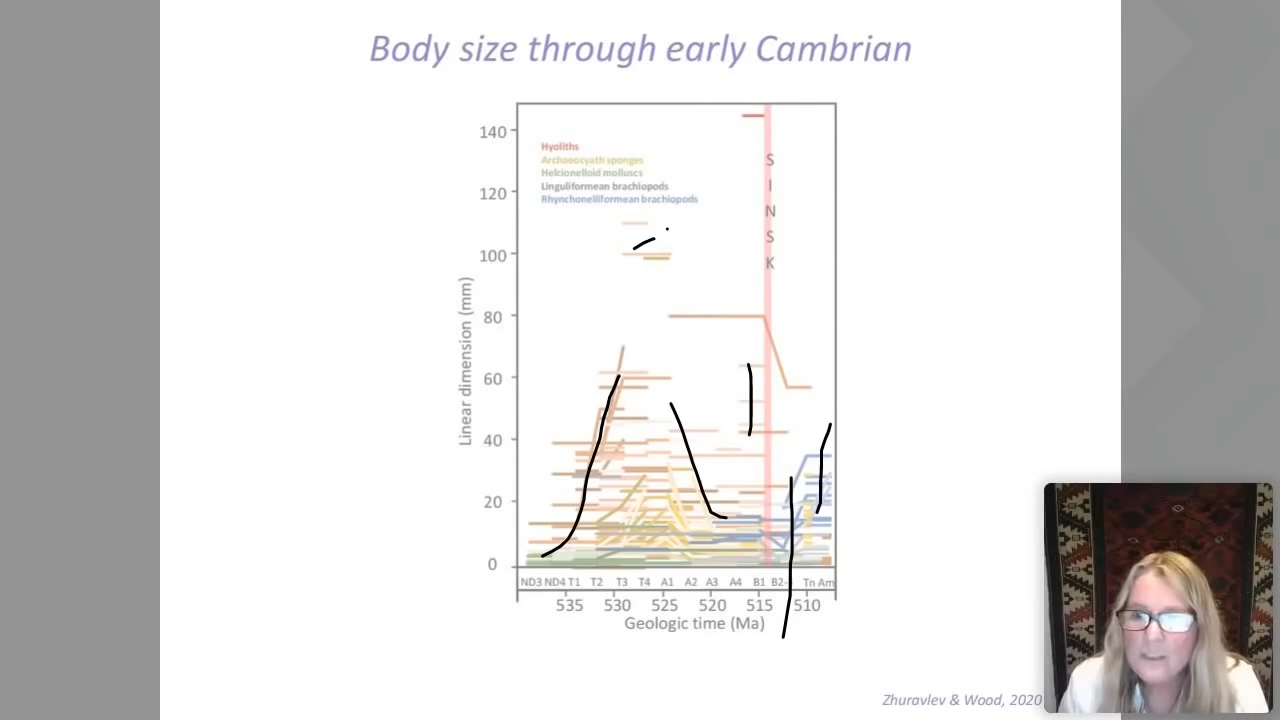 Body size through early Cambrian
140
120
100
80
60
40
20
0
Linear dimension (mm)
Hyoliths
Archaeocyath sponges
Helcionelloid molluscs
Linguliformean brachiopods
Rhynchonelliformean brachiopods
S
I
N
S
K
ND3 ND4 T1 T2 T3 T4 A1 A2 A3 A4 B1 B2- Tn Am
535 530 525 520 515 510
Geologic time (Ma)
Zhuravlev & Wood, 2020